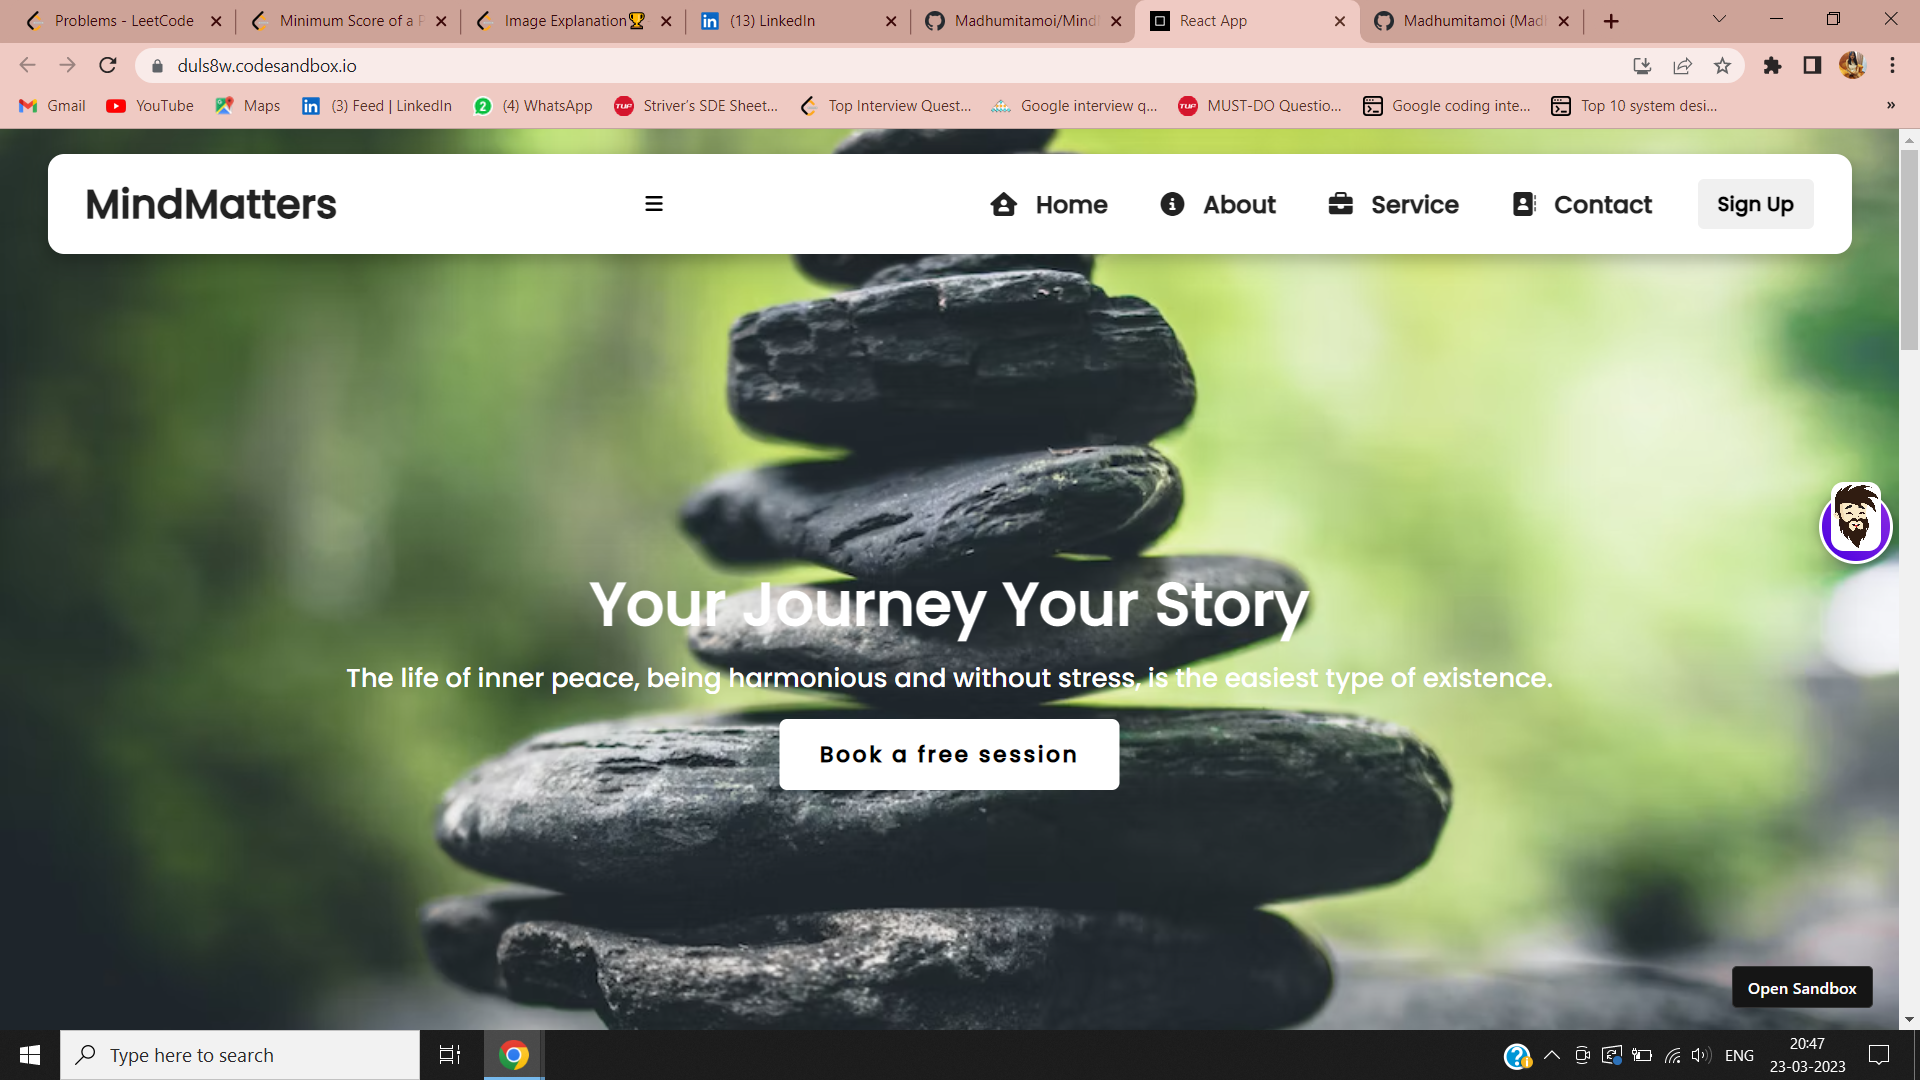 Problems - LeetCode
Minimum Score of a P
Image Explanation🏆
(13) LinkedIn
Madhumitamoi/Mind
React App
Madhumitamoi (Mad
duls8w.codesandbox.io
Gmail
YouTube
Maps
(3) Feed | LinkedIn
2
(4) WhatsApp
TUF
Striver's SDE Sheet...
Top Interview Quest...
Google interview q...
TUF
MUST-DO Questio...
Google coding inte...
Top 10 system desi...
»
MindMatters
Home
About
Service
Contact
Sign Up
Your Journey Your Story
The life of inner peace, being harmonious and without stress, is the easiest type of existence.
Book a free session
Open Sandbox
Type here to search
ENG
20:47
23-03-2023